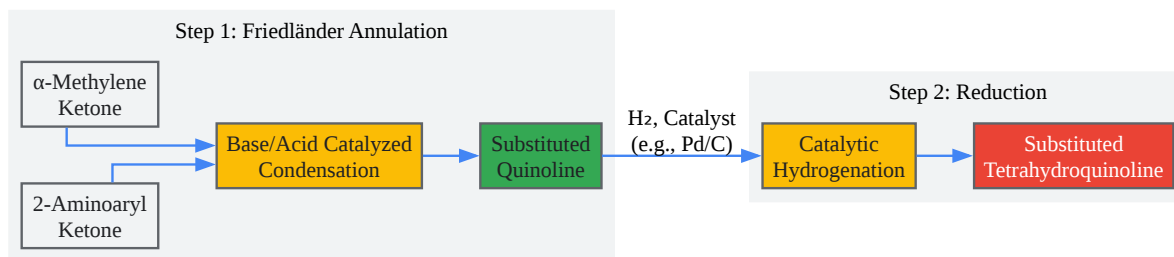 Step 1: Friedländer Annulation
α-Methylene
Ketone
2-Aminoaryl
Ketone
Base/Acid Catalyzed
Condensation
Substituted
Quinoline
H₂, Catalyst
(e.g., Pd/C)
Step 2: Reduction
Catalytic
Hydrogenation
Substituted
Tetrahydroquinoline